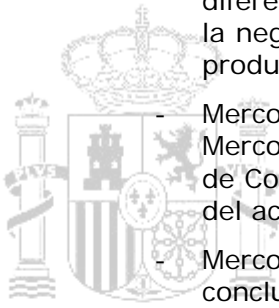 difere
la neg
produ
- Merco
Merco
de Co
del ac
- Merco
conclu